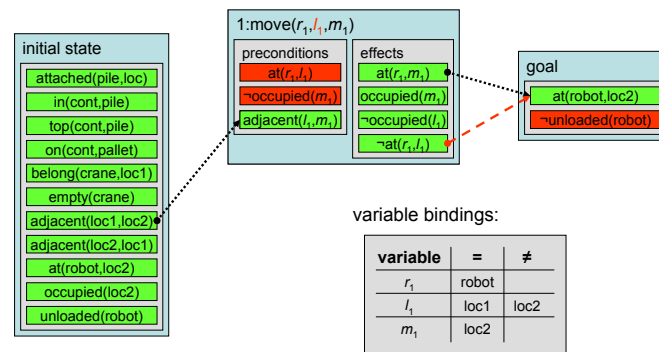 initial state
attached(pile,loc)
in(cont,pile)
top(cont,pile)
on(cont,pallet)
belong(crane,loc1)
empty(crane)
adjacent(loc1,loc2)
adjacent(loc2,loc1)
at(robot,loc2)
occupied(loc2)
unloaded(robot)
1:move(r₁,l₁,m₁)
preconditions
at(r₁,l₁)
¬occupied(m₁)
adjacent(l₁,m₁)
effects
at(r₁,m₁)
occupied(m₁)
¬occupied(l₁)
¬at(r₁,l₁)
goal
at(robot,loc2)
¬unloaded(robot)
variable bindings:
variable = ≠
r₁ robot
l₁ loc1 loc2
m₁ loc2